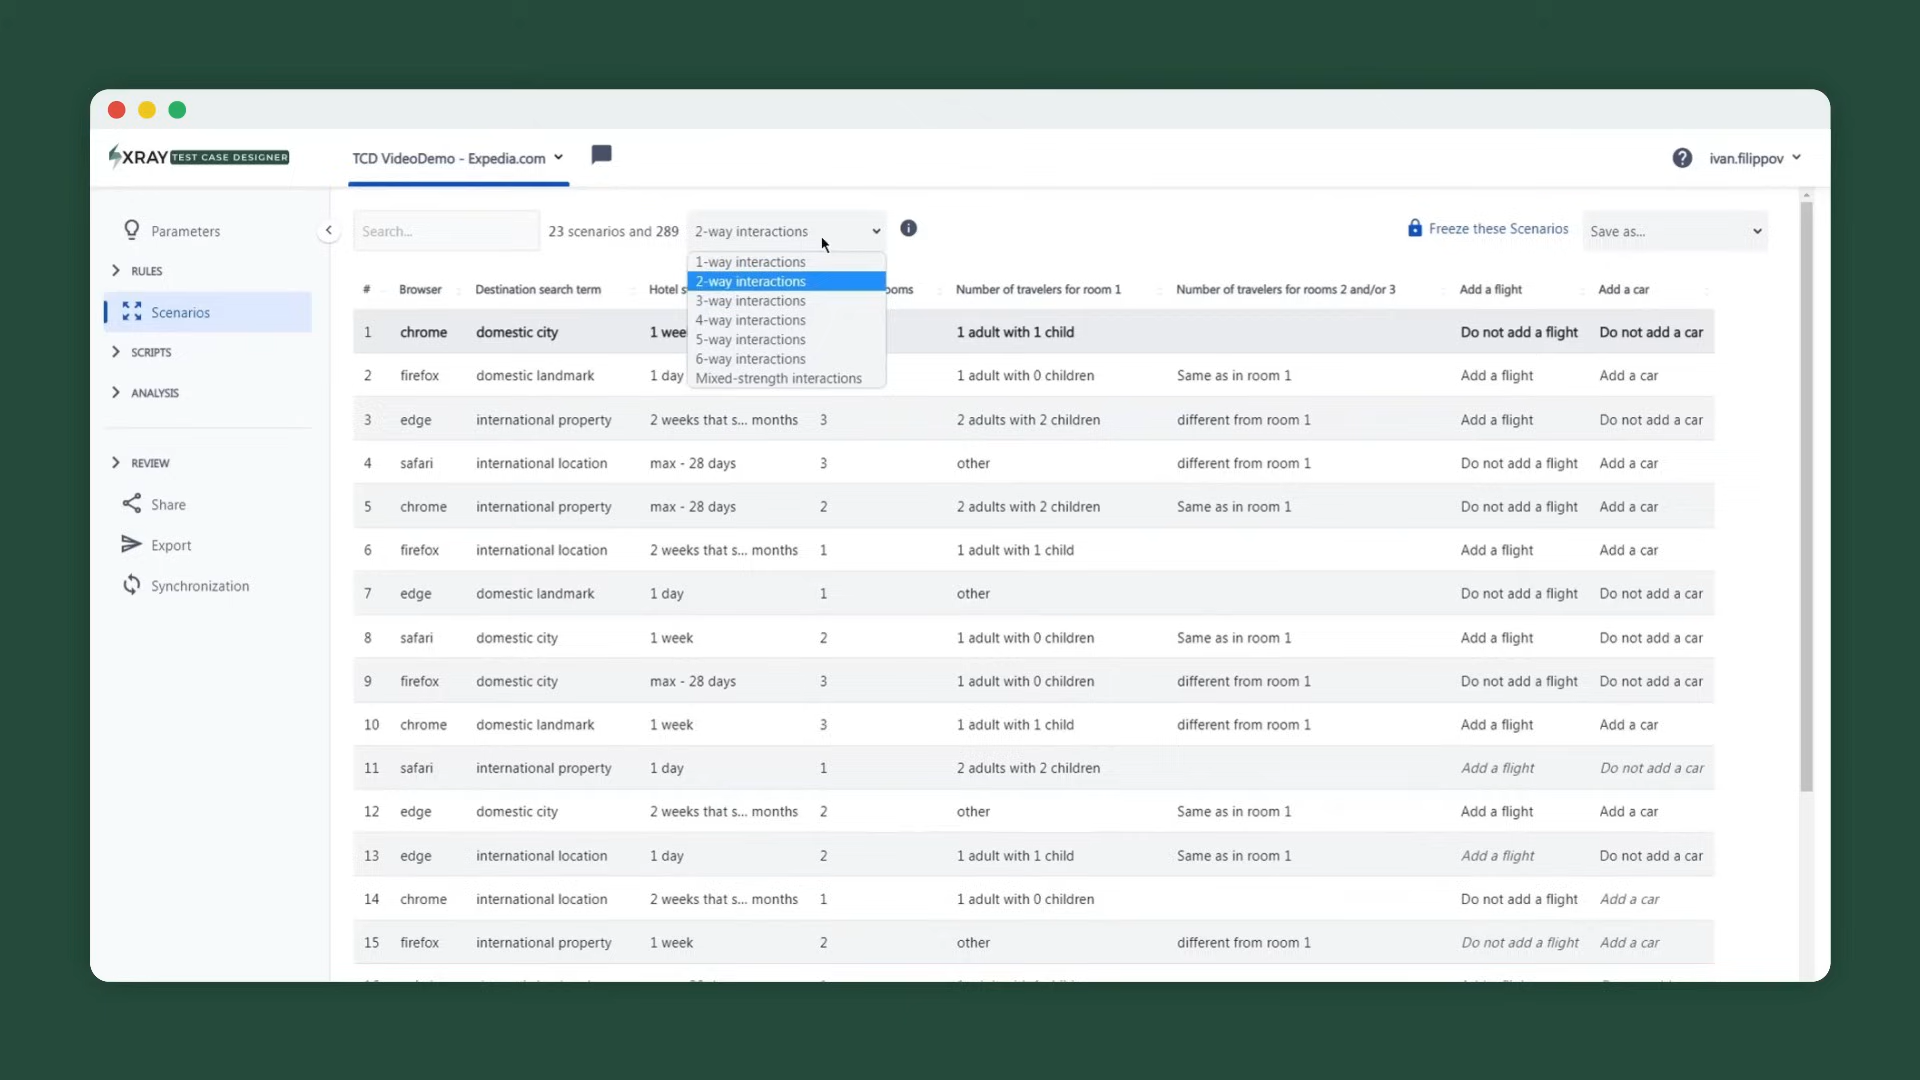 XRAY TEST CASE DESIGNER
TCD VideoDemo - Expedia.com
ivan.filippov
Parameters
RULES
Scenarios
SCRIPTS
ANALYSIS
REVIEW
Share
Export
Synchronization
Search...
23 scenarios and 289
2-way interactions
Freeze these Scenarios
Save as...
1-way interactions
2-way interactions
3-way interactions
4-way interactions
5-way interactions
6-way interactions
Mixed-strength interactions
# Browser Destination search term Hotel Number of travelers for room 1 Number of travelers for rooms 2 and/or 3 Add a flight Add a car
1 chrome domestic city 1 1 adult with 1 child Do not add a flight Do not add a car
2 firefox domestic landmark 1 day 1 adult with 0 children Same as in room 1 Add a flight Add a car
3 edge international property 2 weeks that s... months 3 2 adults with 2 children different from room 1 Add a flight Do not add a car
4 safari international location max - 28 days 3 other different from room 1 Do not add a flight Add a car
5 chrome international property max - 28 days 2 2 adults with 2 children Same as in room 1 Do not add a flight Add a car
6 firefox international location 2 weeks that s... months 1 1 adult with 1 child Add a flight Add a car
7 edge domestic landmark 1 day 1 other Do not add a flight Do not add a car
8 safari domestic city 1 week 2 1 adult with 0 children Same as in room 1 Add a flight Do not add a car
9 firefox domestic city max - 28 days 3 1 adult with 0 children different from room 1 Do not add a flight Do not add a car
10 chrome domestic landmark 1 week 3 1 adult with 1 child different from room 1 Add a flight Add a car
11 safari international property 1 day 1 2 adults with 2 children Add a flight Do not add a car
12 edge domestic city 2 weeks that s... months 2 other Same as in room 1 Add a flight Add a car
13 edge international location 1 day 2 1 adult with 1 child Same as in room 1 Add a flight Do not add a car
14 chrome international location 2 weeks that s... months 1 1 adult with 0 children Do not add a flight Add a car
15 firefox international property 1 week 2 other different from room 1 Do not add a flight Add a car